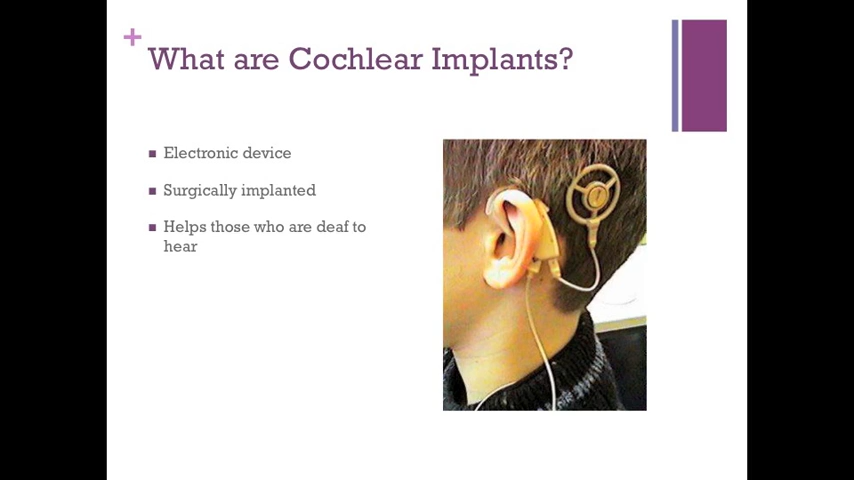 What are Cochlear Implants?
Electronic device
Surgically implanted
Helps those who are deaf to
hear